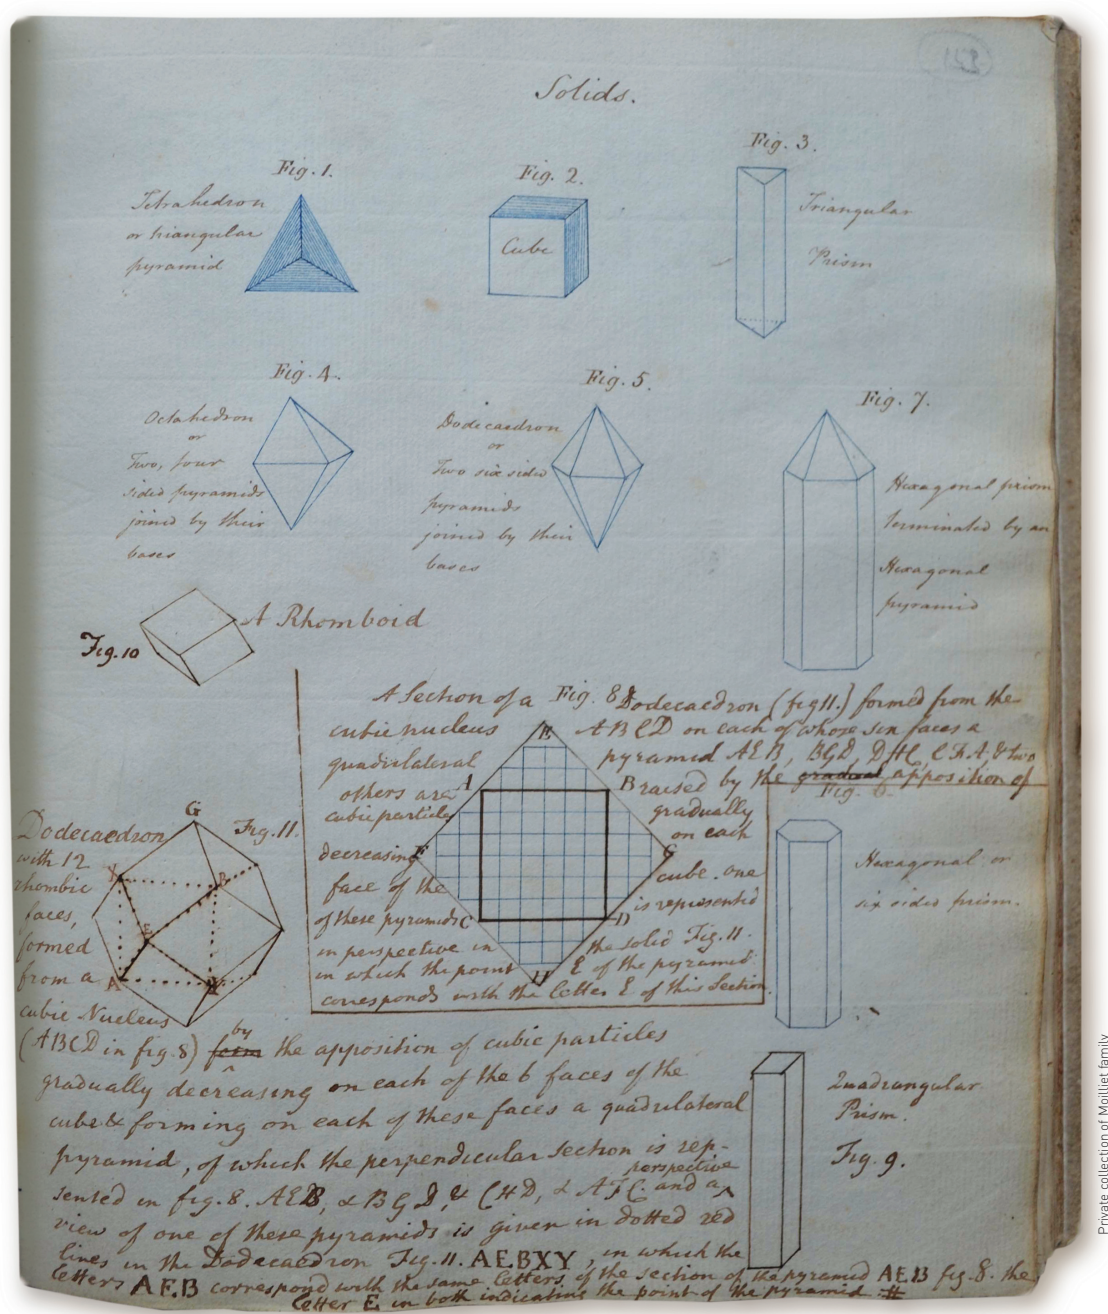 Solids.
Fig. 1.
Tetrahedron
or triangular
pyramid
Fig. 2.
Cube
Fig. 3.
Triangular
Prism
Fig. 4.
Octahedron
or
Two, four
sided pyramids
joined by their
bases
Fig. 5.
Dodecaedron
or
Two six sided
pyramids
joined by their
bases
Fig. 7.
Hexagonal prism
terminated by an
Hexagonal
pyramid
Fig. 10
A Rhomboid
A Section of a Fig. 8 Dodecaedron (fig 11.) formed from the
cubic nucleus ABCD on each of whose six faces a
quadrilateral pyramid AEB, BGD, DHC, CFA, & two
others are raised by the gradual apposition of
cubic particles gradually
decreasing on each
face of the cube. one
of these pyramids is represented
in perspective in the solid Fig. 11.
in which the point E of the pyramid
corresponds with the letter E of this Section.
E
A
B
F
G
C
D
H
Fig. 6.
Hexagonal or
six sided prism.
Dodecaedron
with 12
rhombic
faces,
formed
from a
cubic Nucleus
Fig. 11.
G
B
E
A
(ABCD in fig. 8) form by the apposition of cubic particles
gradually decreasing on each of the 6 faces of the
cube & forming on each of these faces a quadrilateral
pyramid, of which the perpendicular section is rep-
sented in fig. 8. AEB, & BGD, & CHD, & AFC and a perspective
view of one of these pyramids is given in dotted red
lines in the Dodecaedron Fig. 11. AEBXY, in which the
letters AEB correspond with the same letters of the section of the pyramid AEB fig. 8. the
letter E in both indicating the point of the pyramid. #
Quadrangular
Prism.
Fig. 9.
Private collection of Moilliet family